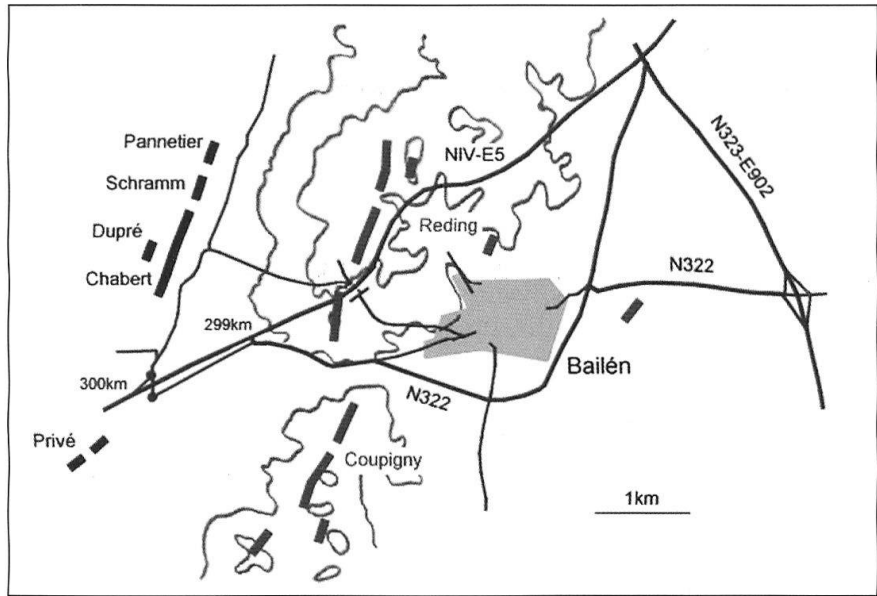 Pannetier
Schramm
Dupré
Chabert
NIV-E5
N323-E902
Reding
N322
299km
300km
Bailén
N322
Privé
Coupigny
1km